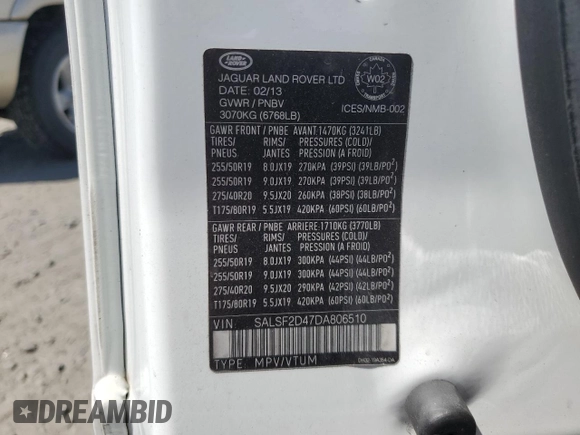 LAND ROVER
JAGUAR LAND ROVER LTD
DATE: 02/13
GVWR / PNBV
3070KG (6768LB)
CANADA
W02
ICES/NMB-002
GAWR FRONT / PNBE AVANT 1470KG (3241LB)
TIRES/ RIMS/ PRESSURES (COLD)/
PNEUS JANTES PRESSION (A FROID)
255/50R19 8.0JX19 270KPA (39PSI) (39LB/PO²)
255/50R19 9.0JX19 270KPA (39PSI) (39LB/PO²)
275/40R20 9.5JX20 260KPA (38PSI) (38LB/PO²)
T175/80R19 5.5JX19 420KPA (60PSI) (60LB/PO²)
GAWR REAR / PNBE ARRIERE 1710KG (3770LB)
TIRES/ RIMS/ PRESSURES (COLD)/
PNEUS JANTES PRESSION (A FROID)
255/50R19 8.0JX19 300KPA (44PSI) (44LB/PO²)
255/50R19 9.0JX19 300KPA (44PSI) (44LB/PO²)
275/40R20 9.5JX20 290KPA (42PSI) (42LB/PO²)
T175/80R19 5.5JX19 420KPA (60PSI) (60LB/PO²)
VIN: SALSF2D47DA806510
TYPE: MPV/VTUM
DREAMBID